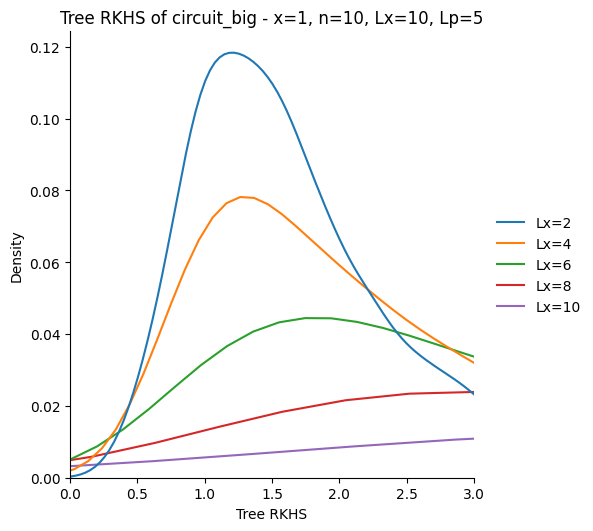 Tree RKHS of circuit_big - x=1, n=10, Lx=10, Lp=5
0.12
0.10
0.08
0.06
0.04
0.02
0.00
Density
0.0 0.5 1.0 1.5 2.0 2.5 3.0
Tree RKHS
Lx=2
Lx=4
Lx=6
Lx=8
Lx=10